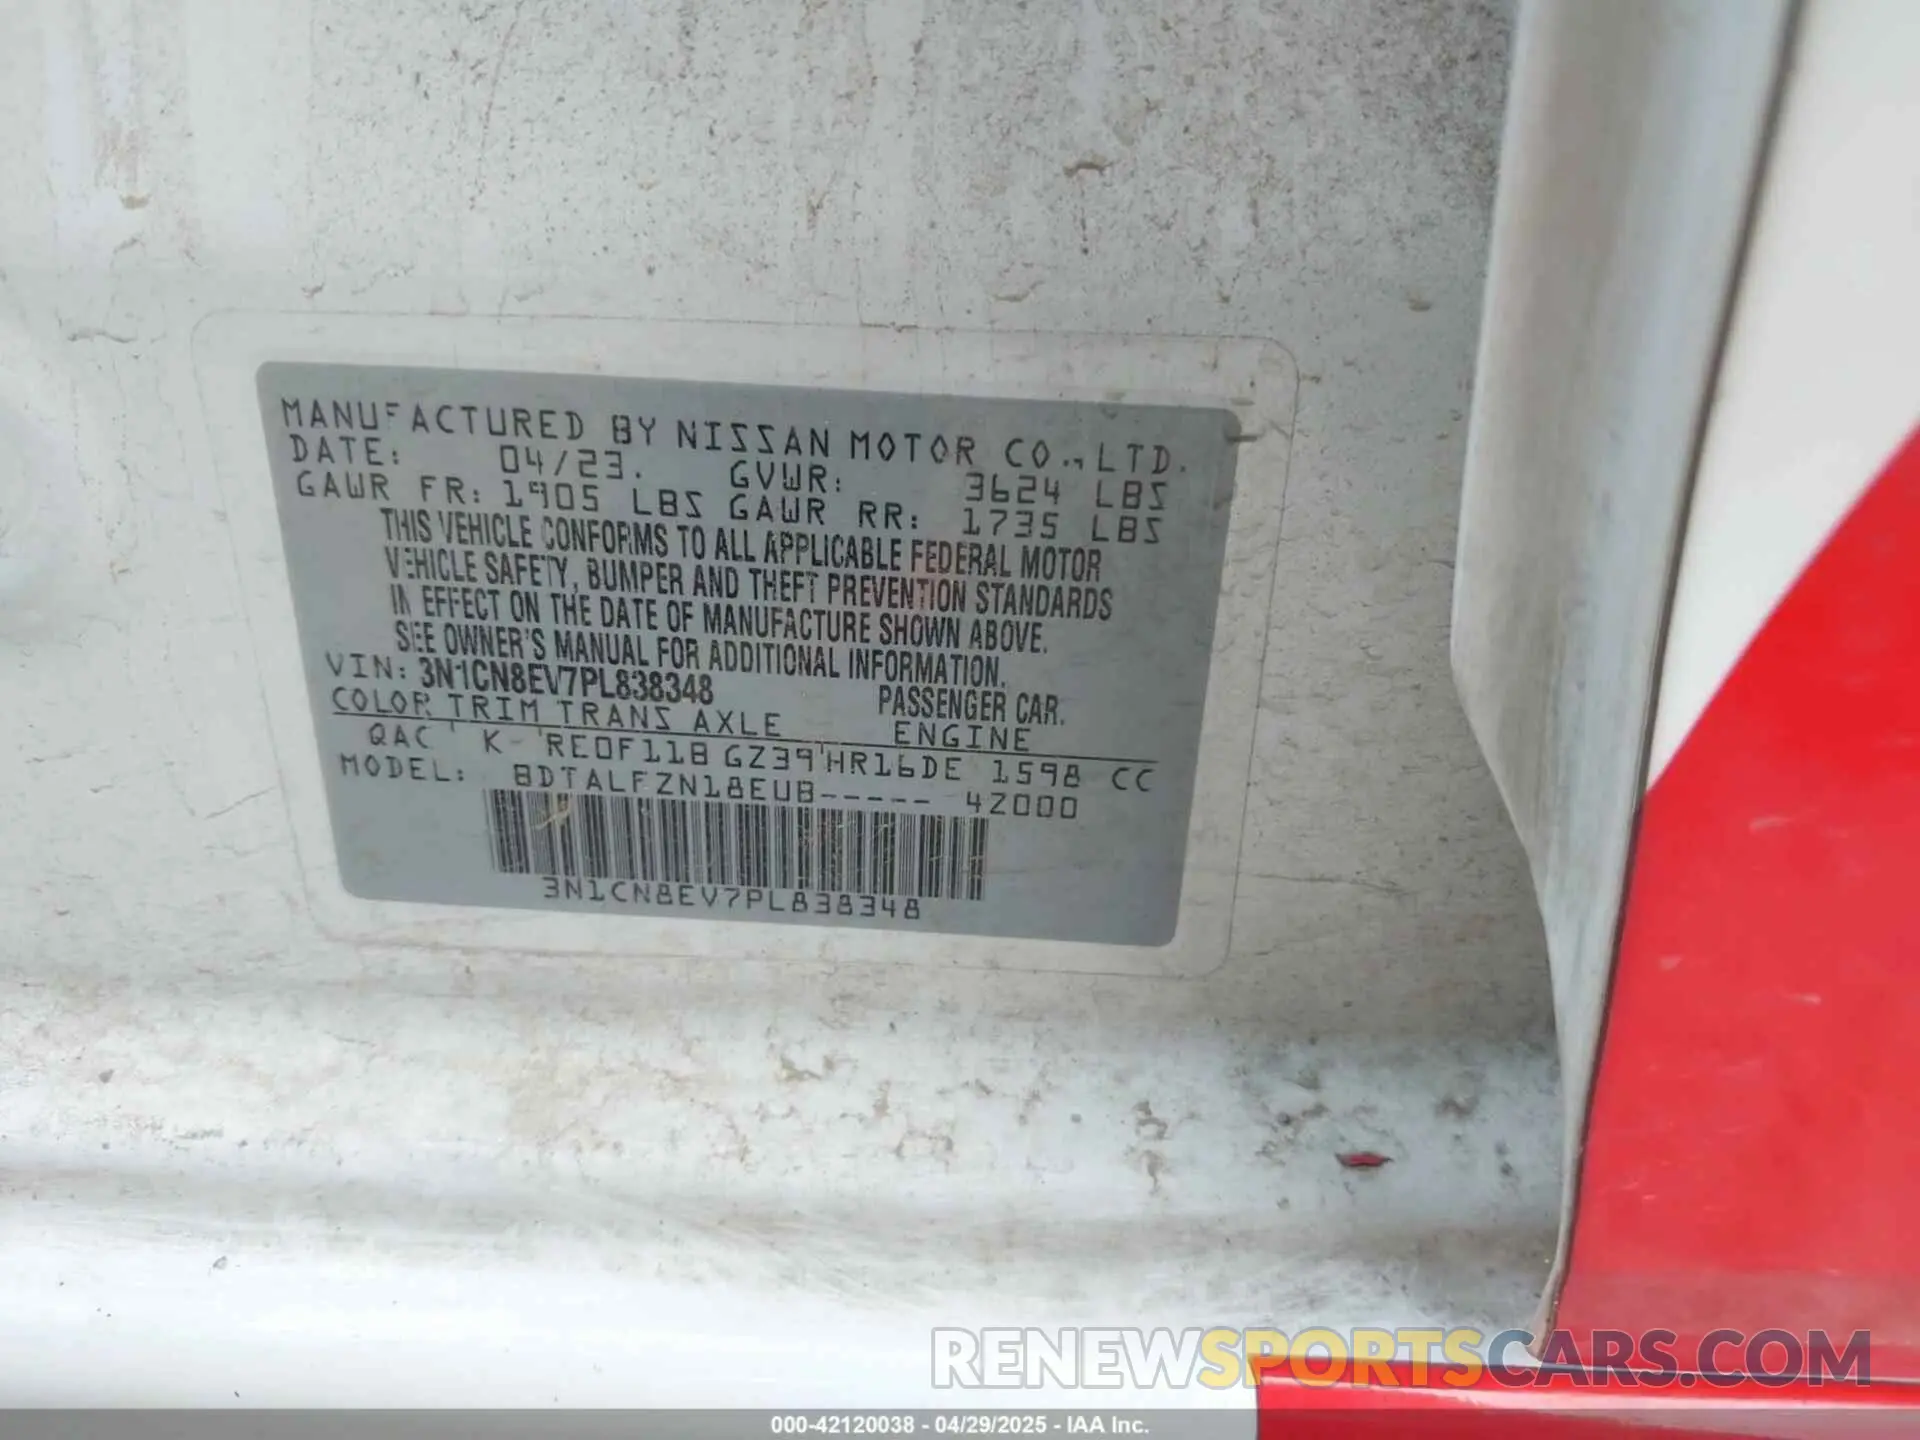 MANUFACTURED BY NISSAN MOTOR CO., LTD.
DATE: 04/23. GVWR: 3624 LBS
GAWR FR: 1905 LBS GAWR RR: 1735 LBS
THIS VEHICLE CONFORMS TO ALL APPLICABLE FEDERAL MOTOR
VEHICLE SAFETY, BUMPER AND THEFT PREVENTION STANDARDS
IN EFFECT ON THE DATE OF MANUFACTURE SHOWN ABOVE.
SEE OWNER'S MANUAL FOR ADDITIONAL INFORMATION.
VIN: 3N1CN8EV7PL838348 PASSENGER CAR.
COLOR TRIM TRANS AXLE ENGINE
QAC K RE0F11B GZ39 HR16DE 1598 CC
MODEL: BDTALFZN18EUB----- 42000
3N1CN8EV7PL838348
RENEWSPORTSCARS.COM
000-42120038 - 04/29/2025 - IAA Inc.